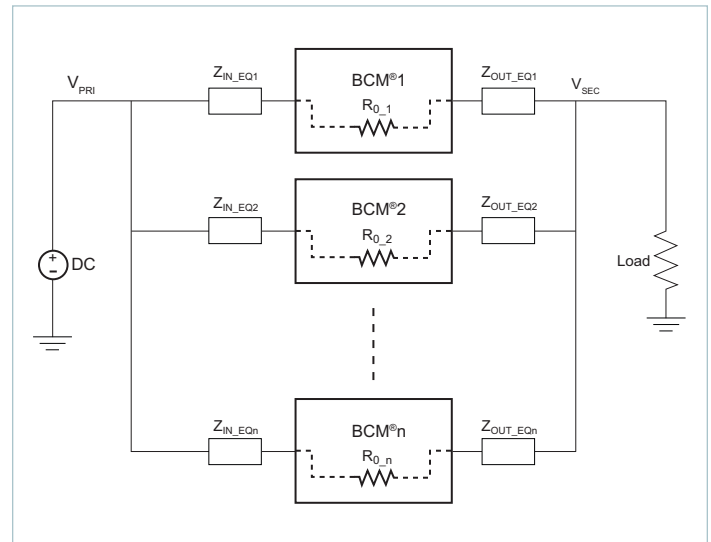 V_PRI
Z_IN_EQ1
BCM®1
R_0_1
Z_OUT_EQ1
V_SEC
Z_IN_EQ2
BCM®2
R_0_2
Z_OUT_EQ2
+
-
DC
Load
Z_IN_EQn
BCM®n
R_0_n
Z_OUT_EQn